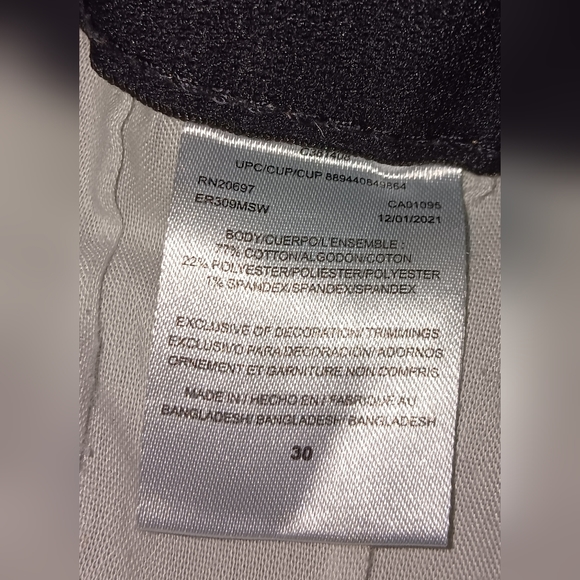 UPC/CUP/CUP 889440849864
RN20697 CA01095
ER309MSW 12/01/2021
BODY/CUERPO/L'ENSEMBLE :
77% COTTON/ALGODON/COTON
22% POLYESTER/POLIESTER/POLYESTER
1% SPANDEX/SPANDEX/SPANDEX
EXCLUSIVE OF DECORATION/TRIMMINGS
EXCLUSIVO PARA DECORACION/ADORNOS
ORNEMENT ET GARNITURE NON COMPRIS
MADE IN/ HECHO EN/ FABRIQUE AU
BANGLADESH/ BANGLADESH/ BANGLADESH
30